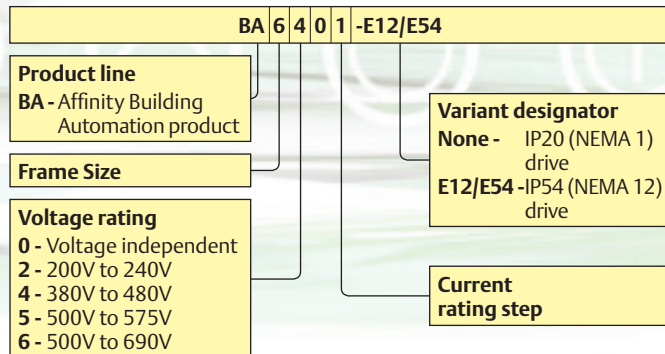 BA 6 4 0 1 -E12/E54
Product line
BA - Affinity Building
Automation product
Frame Size
Voltage rating
0 - Voltage independent
2 - 200V to 240V
4 - 380V to 480V
5 - 500V to 575V
6 - 500V to 690V
Variant designator
None - IP20 (NEMA 1)
drive
E12/E54 -IP54 (NEMA 12)
drive
Current
rating step